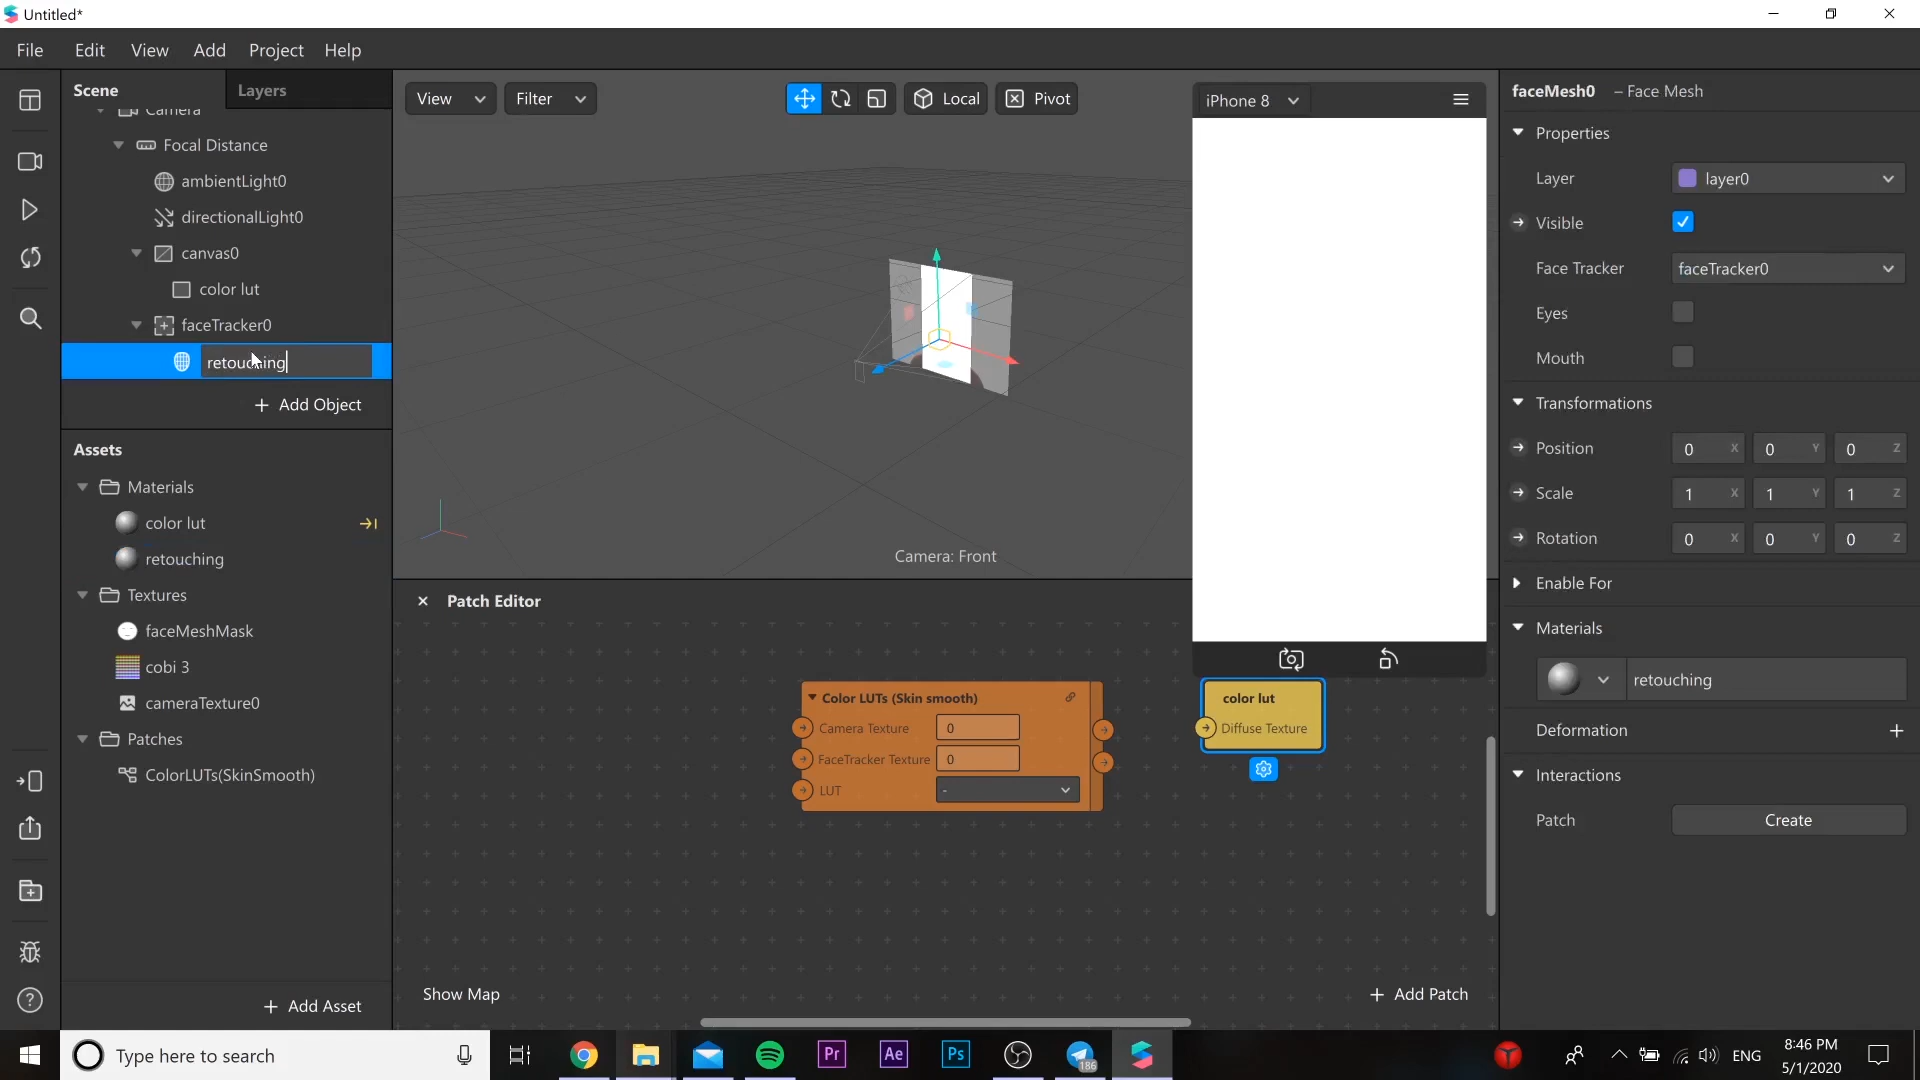 Untitled*
File Edit View Add Project Help
Scene Layers
Camera
Focal Distance
ambientLight0
directionalLight0
canvas0
color lut
faceTracker0
retouching
+ Add Object
Assets
Materials
color lut
retouching
Textures
faceMeshMask
cobi 3
cameraTexture0
Patches
ColorLUTs(SkinSmooth)
+ Add Asset
View Filter Local Pivot
Camera: Front
iPhone 8
Patch Editor
Color LUTs (Skin smooth)
Camera Texture 0
FaceTracker Texture 0
LUT -
color lut
Diffuse Texture
Show Map
+ Add Patch
faceMesh0 – Face Mesh
Properties
Layer layer0
Visible
Face Tracker faceTracker0
Eyes
Mouth
Transformations
Position 0 X 0 Y 0 Z
Scale 1 X 1 Y 1 Z
Rotation 0 X 0 Y 0 Z
Enable For
Materials
retouching
Deformation +
Interactions
Patch Create
Type here to search
Pr Ae Ps 186
ENG
8:46 PM
5/1/2020